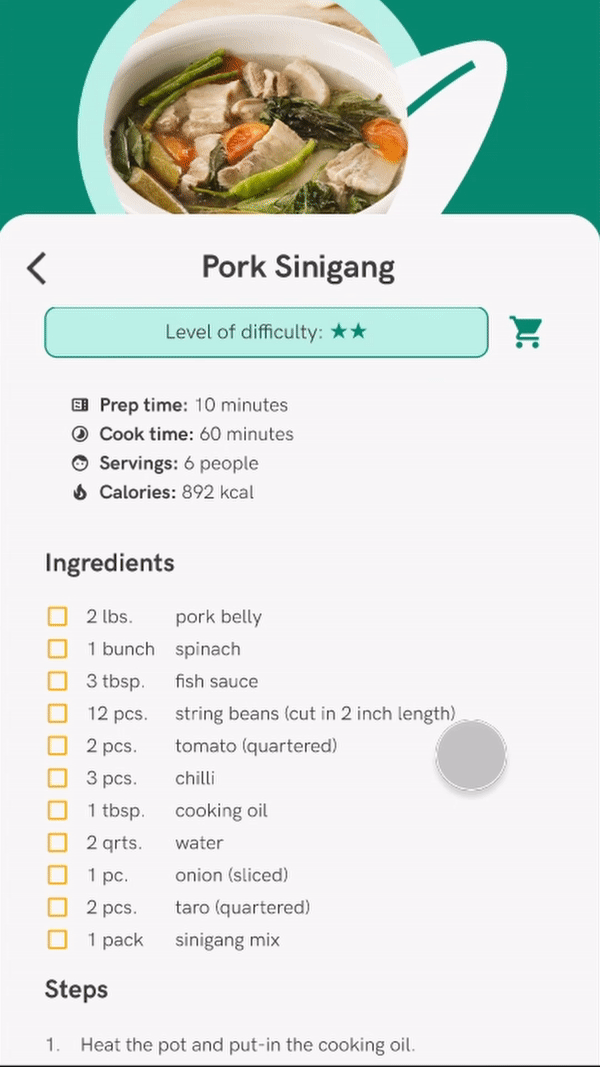 Pork Sinigang
Level of difficulty: ★★
Prep time: 10 minutes
Cook time: 60 minutes
Servings: 6 people
Calories: 892 kcal
Ingredients
2 lbs. pork belly
1 bunch spinach
3 tbsp. fish sauce
12 pcs. string beans (cut in 2 inch length)
2 pcs. tomato (quartered)
3 pcs. chilli
1 tbsp. cooking oil
2 qrts. water
1 pc. onion (sliced)
2 pcs. taro (quartered)
1 pack sinigang mix
Steps
1. Heat the pot and put-in the cooking oil.